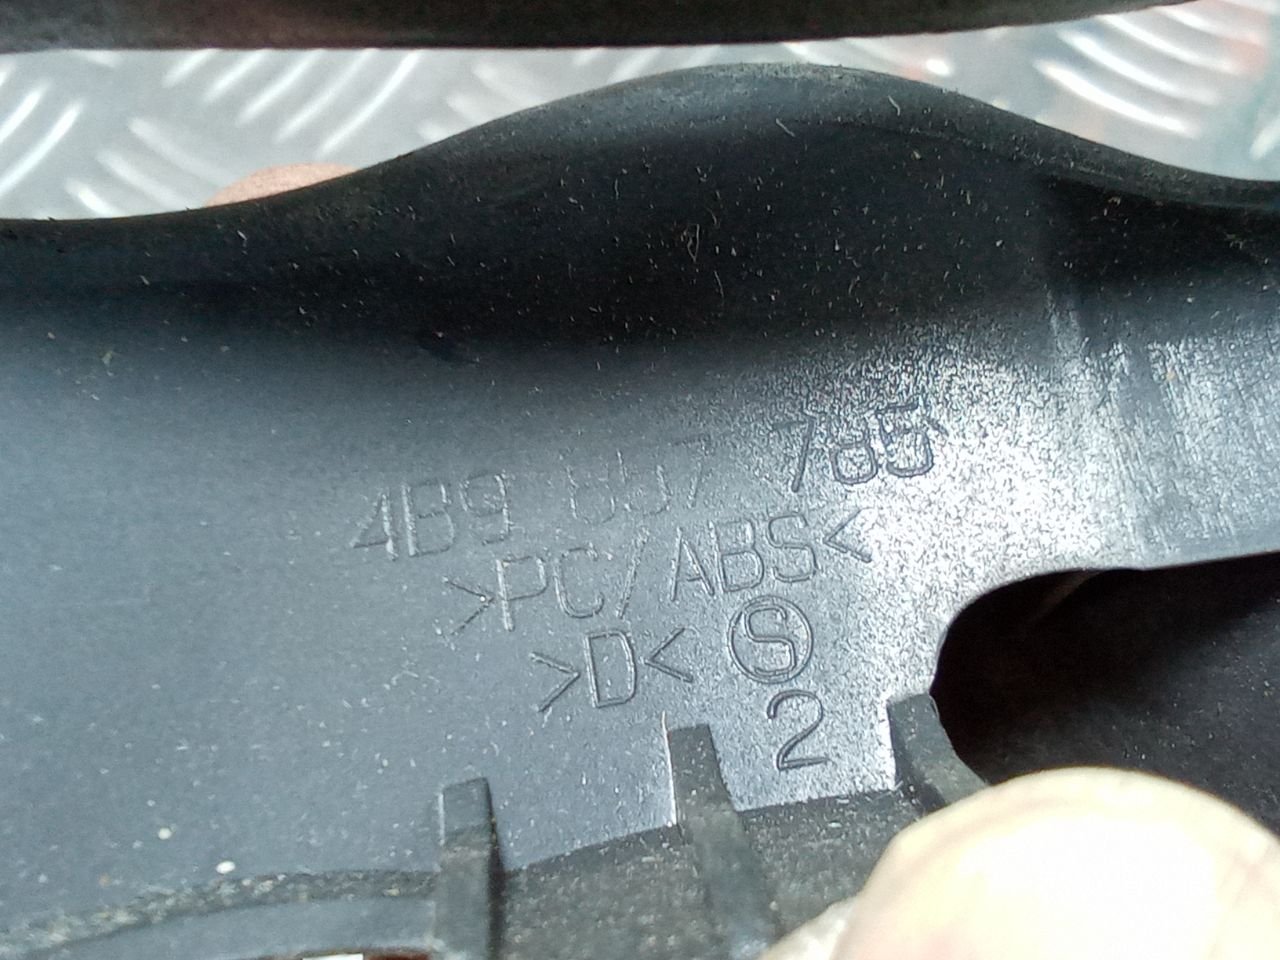 4B9 857 785
>PC/ABS<
>D< Ⓢ
2